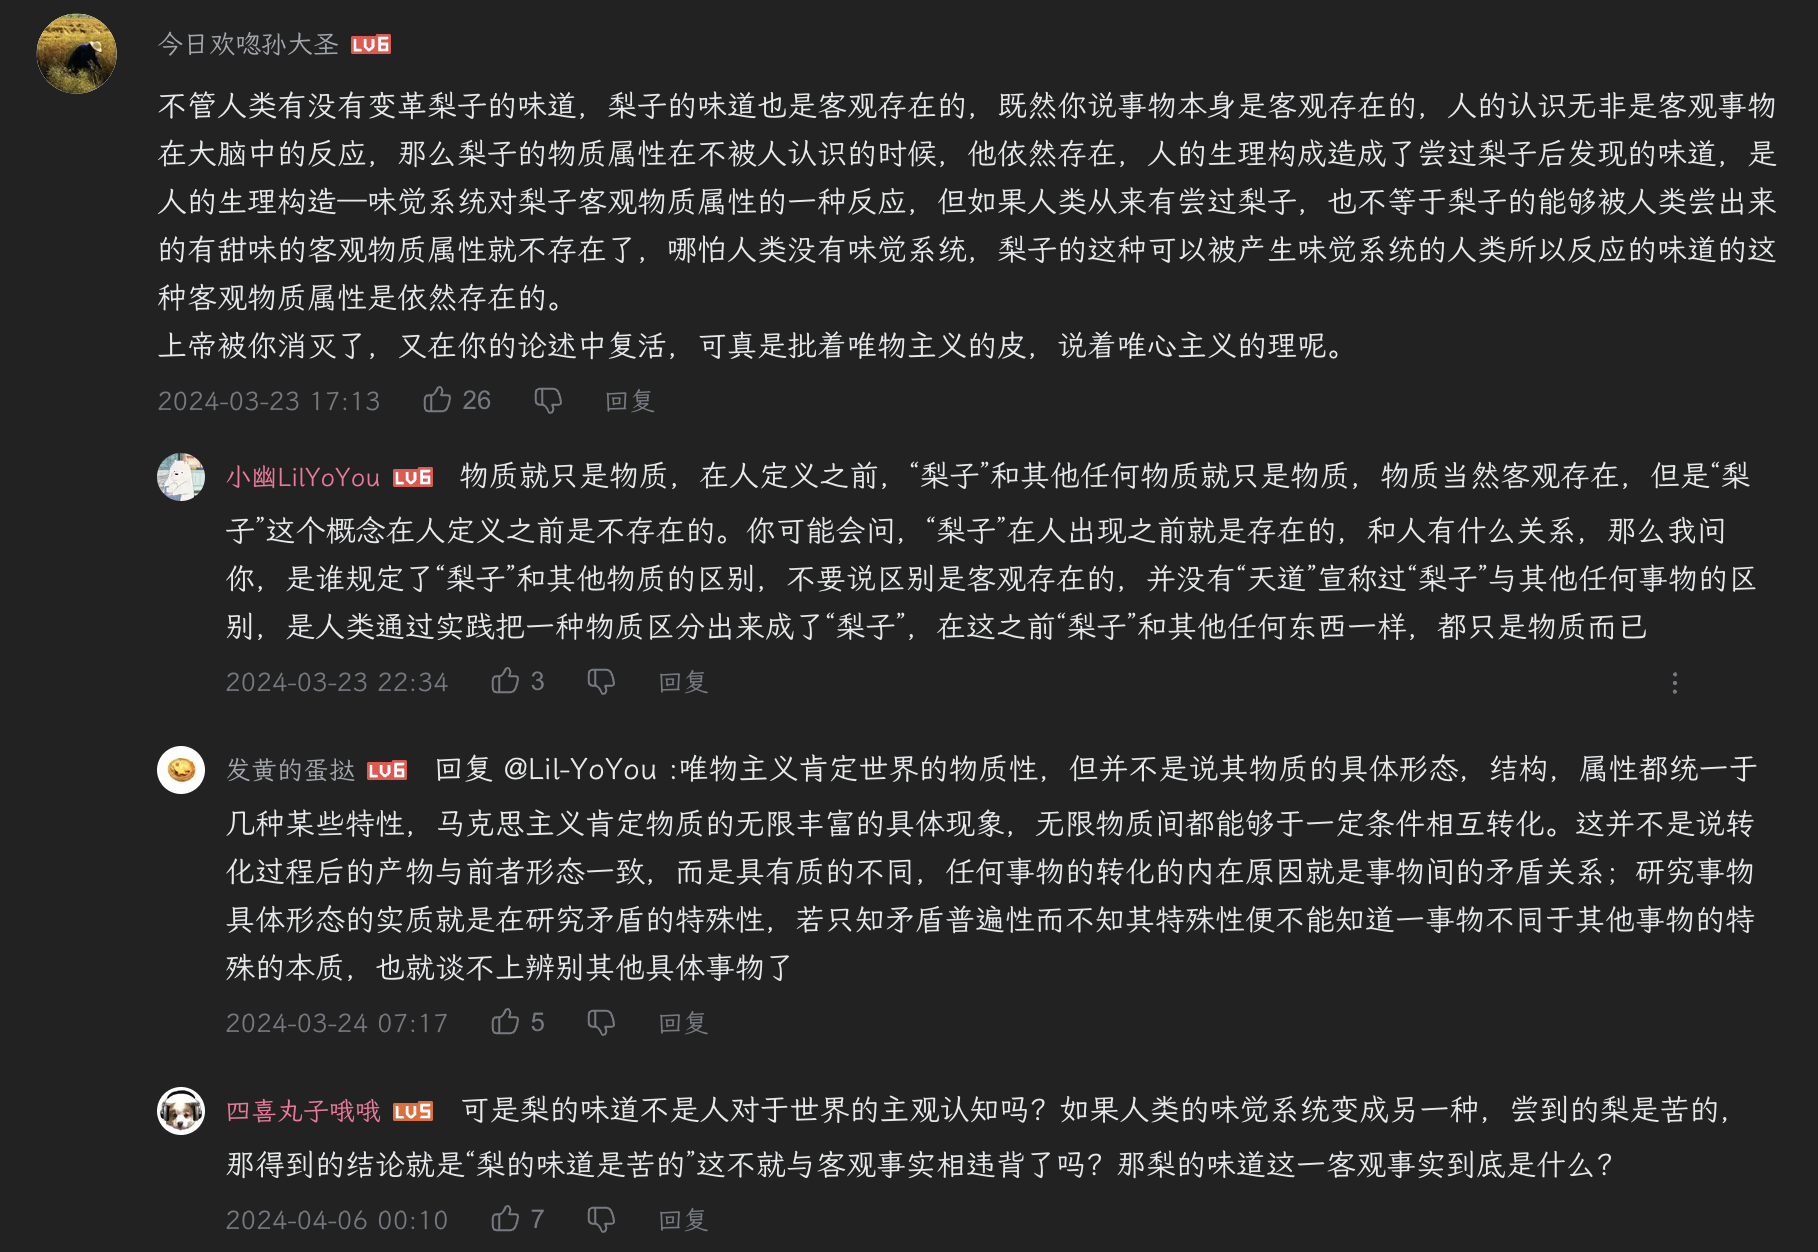 今日欢唿孙大圣 LV6
不管人类有没有变革梨子的味道，梨子的味道也是客观存在的，既然你说事物本身是客观存在的，人的认识无非是客观事物
在大脑中的反应，那么梨子的物质属性在不被人认识的时候，他依然存在，人的生理构成造成了尝过梨子后发现的味道，是
人的生理构造—味觉系统对梨子客观物质属性的一种反应，但如果人类从来有尝过梨子，也不等于梨子的能够被人类尝出来
的有甜味的客观物质属性就不存在了，哪怕人类没有味觉系统，梨子的这种可以被产生味觉系统的人类所以反应的味道的这
种客观物质属性是依然存在的。
上帝被你消灭了，又在你的论述中复活，可真是批着唯物主义的皮，说着唯心主义的理呢。
2024-03-23 17:13 26 回复
小幽LilYoYou LV6 物质就只是物质，在人定义之前，“梨子”和其他任何物质就只是物质，物质当然客观存在，但是“梨
子”这个概念在人定义之前是不存在的。你可能会问，“梨子”在人出现之前就是存在的，和人有什么关系，那么我问
你，是谁规定了“梨子”和其他物质的区别，不要说区别是客观存在的，并没有“天道”宣称过“梨子”与其他任何事物的区
别，是人类通过实践把一种物质区分出来成了“梨子”，在这之前“梨子”和其他任何东西一样，都只是物质而已
2024-03-23 22:34 3 回复
发黄的蛋挞 LV6 回复 @Lil-YoYou :唯物主义肯定世界的物质性，但并不是说其物质的具体形态，结构，属性都统一于
几种某些特性，马克思主义肯定物质的无限丰富的具体现象，无限物质间都能够于一定条件相互转化。这并不是说转
化过程后的产物与前者形态一致，而是具有质的不同，任何事物的转化的内在原因就是事物间的矛盾关系；研究事物
具体形态的实质就是在研究矛盾的特殊性，若只知矛盾普遍性而不知其特殊性便不能知道一事物不同于其他事物的特
殊的本质，也就谈不上辨别其他具体事物了
2024-03-24 07:17 5 回复
四喜丸子哦哦 LV5 可是梨的味道不是人对于世界的主观认知吗？如果人类的味觉系统变成另一种，尝到的梨是苦的，
那得到的结论就是“梨的味道是苦的”这不就与客观事实相违背了吗？那梨的味道这一客观事实到底是什么？
2024-04-06 00:10 7 回复